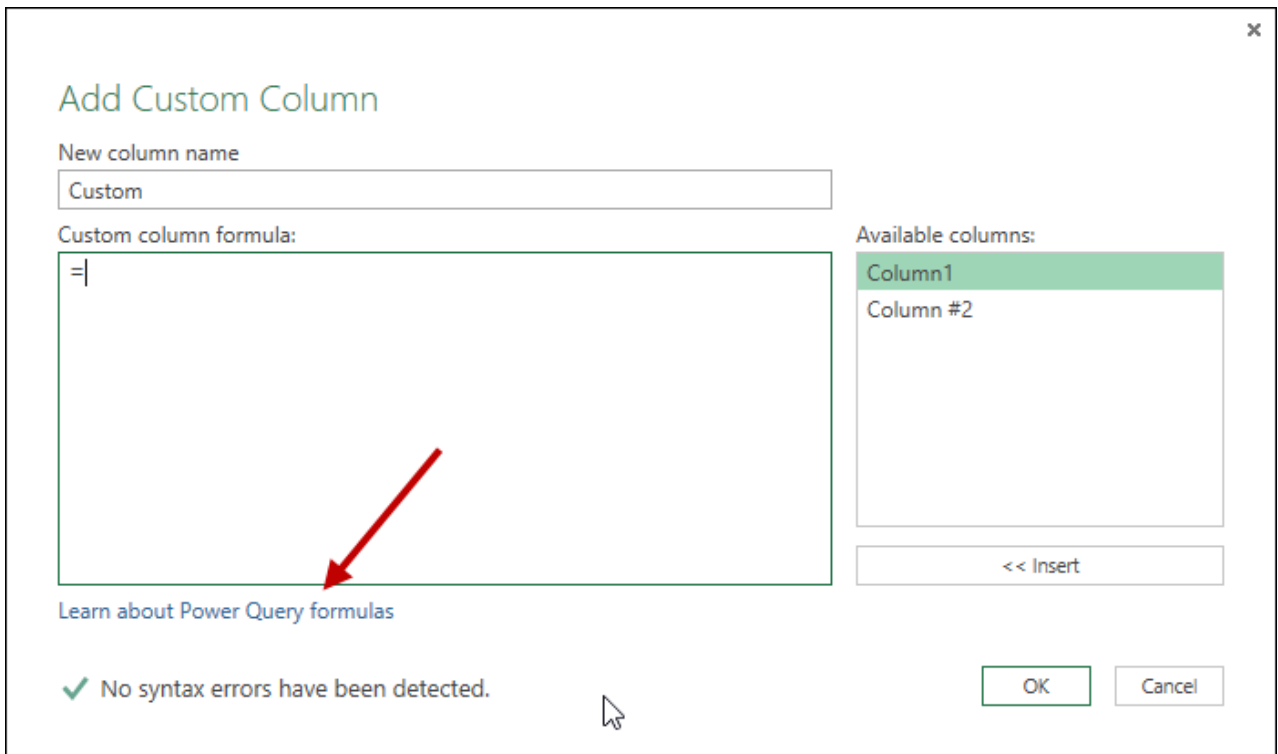 Add Custom Column
New column name
Custom
Custom column formula:
=
Available columns:
Column1
Column #2
<< Insert
Learn about Power Query formulas
No syntax errors have been detected.
OK
Cancel